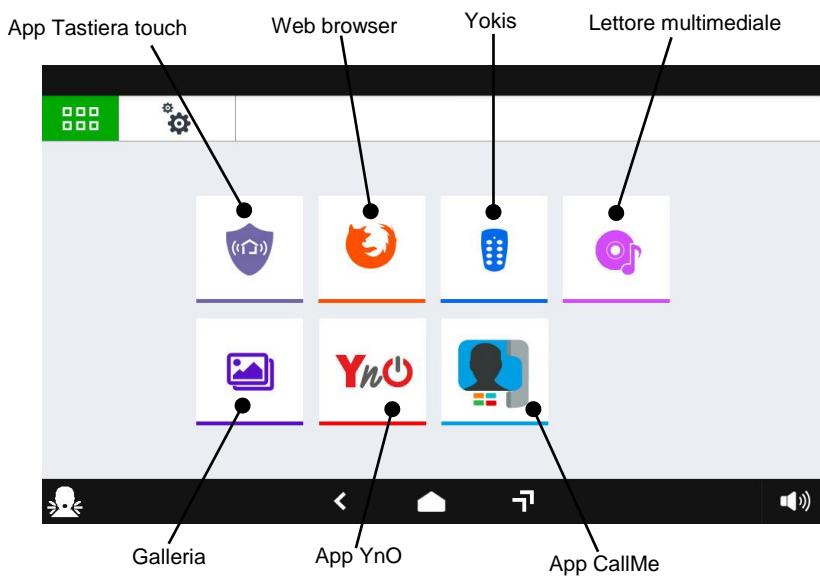 App Tastiera touch
Web browser
Yokis
Lettore multimediale
YnO
Galleria
App YnO
App CallMe